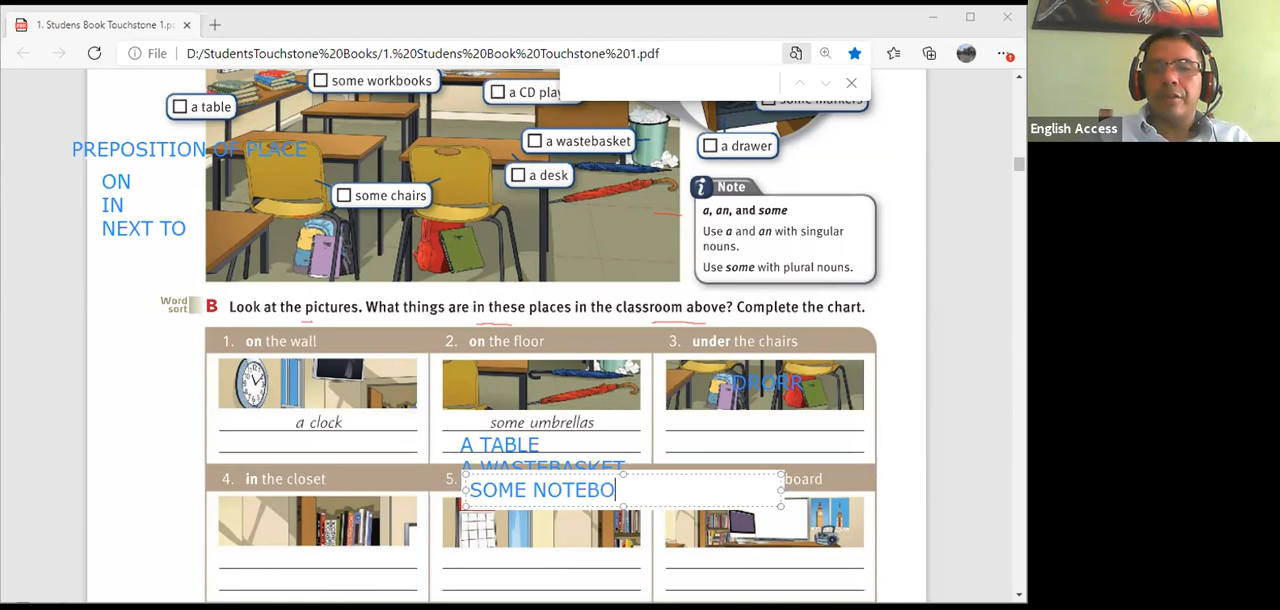 1. Studens Book Touchstone 1.p
File D:/StudentsTouchstone%20Books/1.%20Studens%20Book%20Touchstone%201.pdf
English Access
some workbooks
a table
a CD
a wastebasket
a drawer
a desk
some chairs
PREPOSITION OF PLACE
ON
IN
NEXT TO
Note
a, an, and some
Use a and an with singular
nouns.
Use some with plural nouns.
Word
sort
B Look at the pictures. What things are in these places in the classroom above? Complete the chart.
1. on the wall
2. on the floor
3. under the chairs
DRORR
a clock
some umbrellas
A TABLE
A WASTEBASKET
4. in the closet
5.
SOME NOTEBO
board